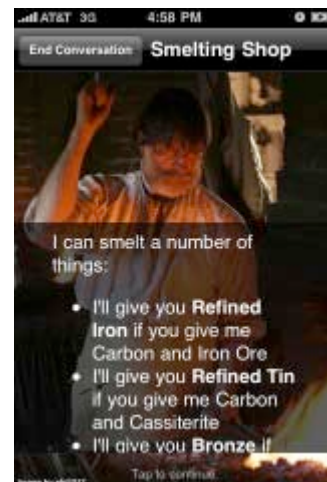 AT&T 3G 4:58 PM
End Conversation Smelting Shop
I can smelt a number of
things:
• I'll give you Refined
Iron if you give me
Carbon and Iron Ore
• I'll give you Refined Tin
if you give me Carbon
and Cassiterite
• I'll give you Bronze if
Tap to continue